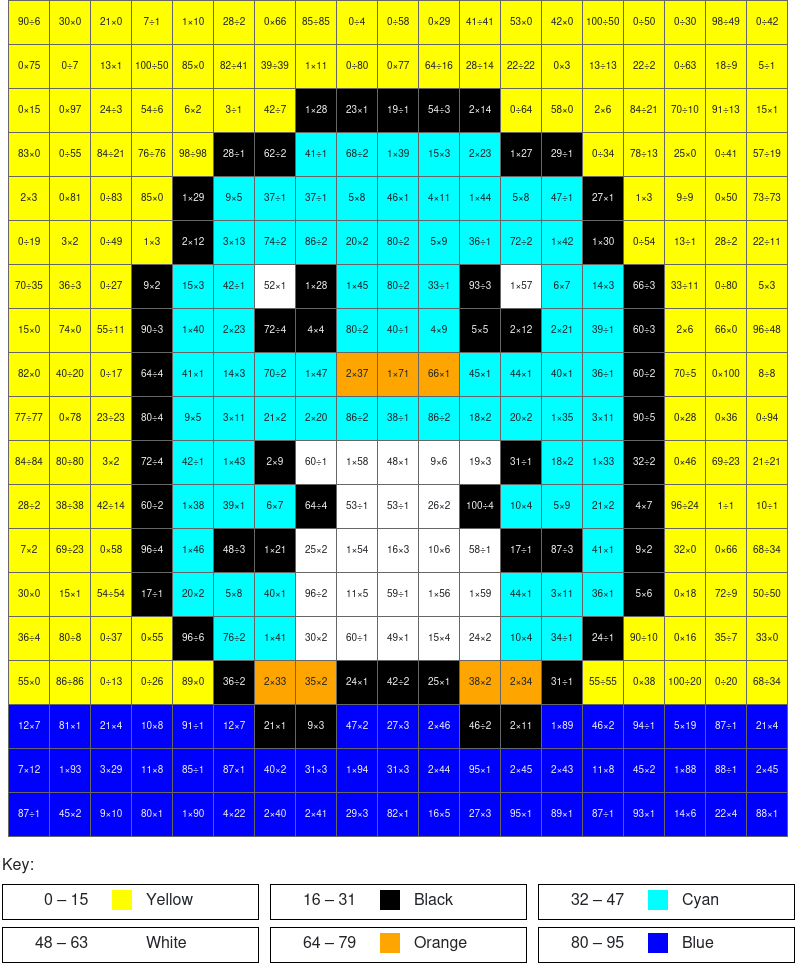 90÷6 30×0 21×0 7÷1 1×10 28÷2 0×66 85÷85 0÷4 0÷58 0×29 41÷41 53×0 42×0 100÷50 0÷50 0÷30 98÷49 0÷42
0×75 0÷7 13×1 100÷50 85×0 82÷41 39÷39 1×11 0÷80 0×77 64÷16 28÷14 22÷22 0×3 13÷13 22÷2 0÷63 18÷9 5÷1
0×15 0×97 24÷3 54÷6 6×2 3÷1 42÷7 1×28 23×1 19÷1 54÷3 2×14 0÷64 58×0 2×6 84÷21 70÷10 91÷13 15×1
83×0 0÷55 84÷21 76÷76 98÷98 28÷1 62÷2 41÷1 68÷2 1×39 15×3 2×23 1×27 29÷1 0÷34 78÷13 25×0 0÷41 57÷19
2×3 0×81 0÷83 85×0 1×29 9×5 37÷1 37÷1 5×8 46×1 4×11 1×44 5×8 47÷1 27×1 1×3 9÷9 0×50 73÷73
0÷19 3×2 0÷49 1×3 2×12 3×13 74÷2 86÷2 20×2 80÷2 5×9 36÷1 72÷2 1×42 1×30 0÷54 13÷1 28÷2 22÷11
70÷35 36÷3 0÷27 9×2 15×3 42÷1 52×1 1×28 1×45 80÷2 33÷1 93÷3 1×57 6×7 14×3 66÷3 33÷11 0÷80 5×3
15×0 74×0 55÷11 90÷3 1×40 2×23 72÷4 4×4 80÷2 40÷1 4×9 5×5 2×12 2×21 39÷1 60÷3 2×6 66×0 96÷48
82×0 40÷20 0÷17 64÷4 41×1 14×3 70÷2 1×47 2×37 1×71 66×1 45×1 44×1 40×1 36÷1 60÷2 70÷5 0×100 8÷8
77÷77 0×78 23÷23 80÷4 9×5 3×11 21×2 2×20 86÷2 38÷1 86÷2 18×2 20×2 1×35 3×11 90÷5 0×28 0×36 0÷94
84÷84 80÷80 3×2 72÷4 42÷1 1×43 2×9 60÷1 1×58 48×1 9×6 19×3 31÷1 18×2 1×33 32÷2 0×46 69÷23 21÷21
28÷2 38÷38 42÷14 60÷2 1×38 39×1 6×7 64÷4 53÷1 53÷1 26×2 100÷4 10×4 5×9 21×2 4×7 96÷24 1÷1 10÷1
7×2 69÷23 0×58 96÷4 1×46 48÷3 1×21 25×2 1×54 16×3 10×6 58÷1 17÷1 87÷3 41×1 9×2 32×0 0×66 68÷34
30×0 15×1 54÷54 17÷1 20×2 5×8 40×1 96÷2 11×5 59÷1 1×56 1×59 44×1 3×11 36×1 5×6 0×18 72÷9 50÷50
36÷4 80÷8 0÷37 0×55 96÷6 76÷2 1×41 30×2 60÷1 49×1 15×4 24×2 10×4 34÷1 24÷1 90÷10 0×16 35÷7 33×0
55×0 86÷86 0÷13 0÷26 89×0 36÷2 2×33 35×2 24×1 42÷2 25×1 38×2 2×34 31÷1 55÷55 0×38 100÷20 0÷20 68÷34
12×7 81×1 21×4 10×8 91÷1 12×7 21×1 9×3 47×2 27×3 2×46 46÷2 2×11 1×89 46×2 94÷1 5×19 87÷1 21×4
7×12 1×93 3×29 11×8 85÷1 87×1 40×2 31×3 1×94 31×3 2×44 95×1 2×45 2×43 11×8 45×2 1×88 88÷1 2×45
87÷1 45×2 9×10 80×1 1×90 4×22 2×40 2×41 29×3 82×1 16×5 27×3 95×1 89×1 87÷1 93×1 14×6 22×4 88×1
Key:
0 – 15 Yellow 16 – 31 Black 32 – 47 Cyan
48 – 63 White 64 – 79 Orange 80 – 95 Blue